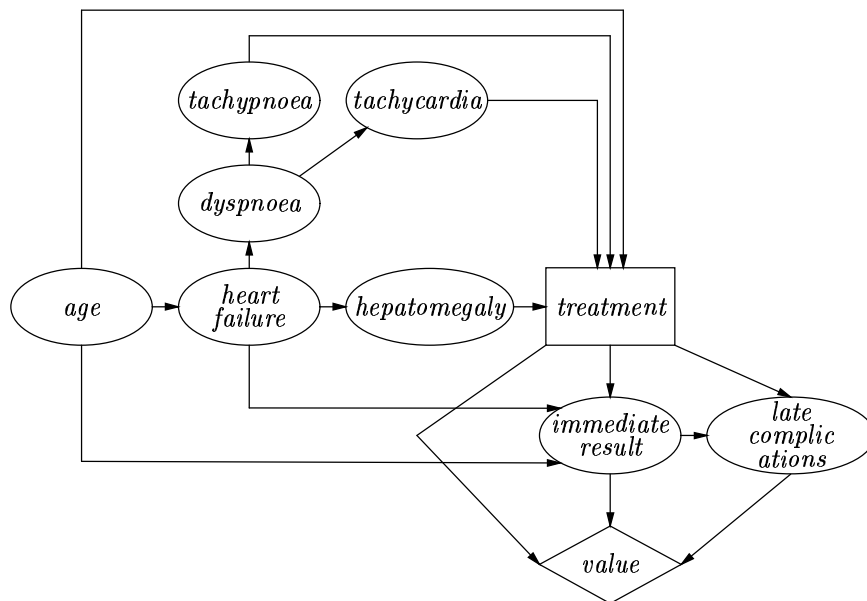 tachypnoea
tachycardia
dyspnoea
age
heart
failure
hepatomegaly
treatment
immediate
result
late
complic
ations
value